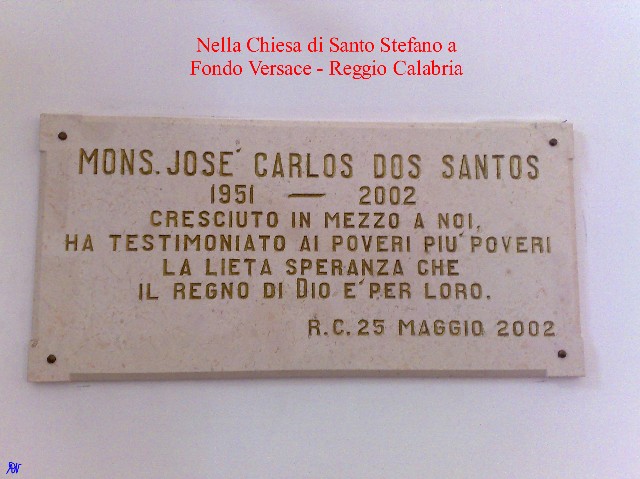 Nella Chiesa di Santo Stefano a
Fondo Versace - Reggio Calabria
MONS. JOSE´ CARLOS DOS SANTOS
1951 — 2002
CRESCIUTO IN MEZZO A NOI,
HA TESTIMONIATO AI POVERI PIU´ POVERI
LA LIETA SPERANZA CHE
IL REGNO DI DIO E´ PER LORO.
R.C. 25 MAGGIO 2002